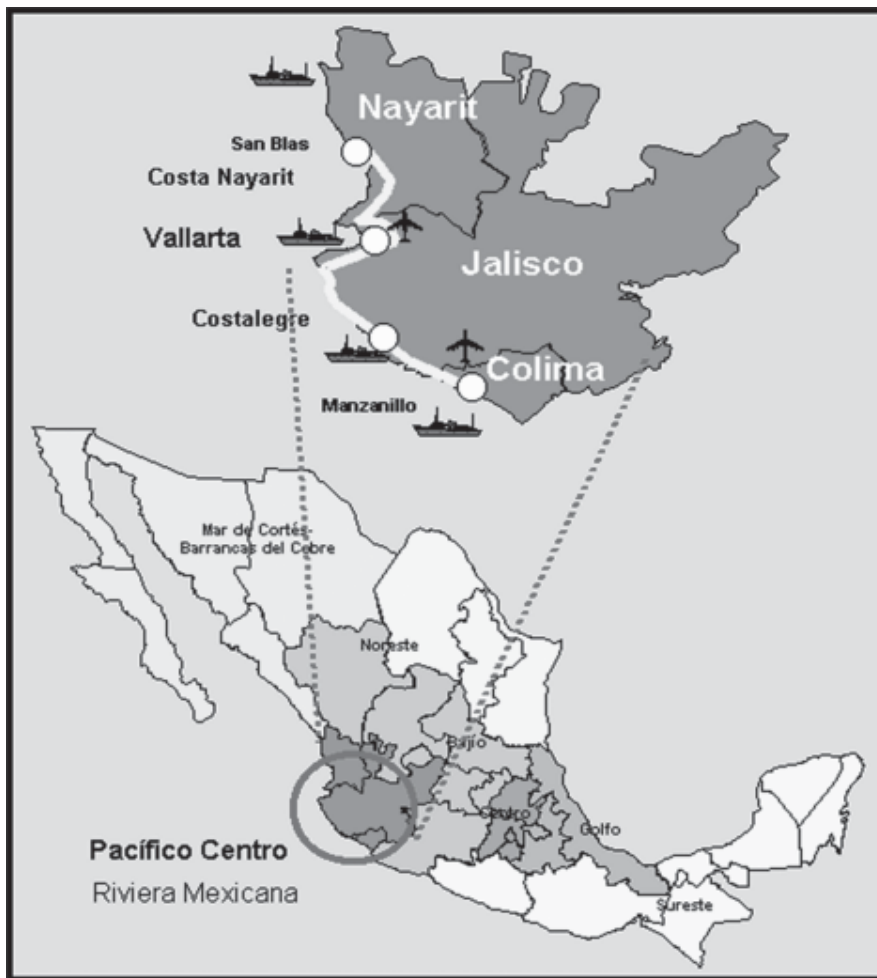 Nayarit
San Blas
Costa Nayarit
Vallarta
Jalisco
Costalegre
Colima
Manzanillo
Mar de Cortés-
Barrancas del Cobre
Noreste
Bajío
Centro
Golfo
Pacífico Centro
Riviera Mexicana
Sureste